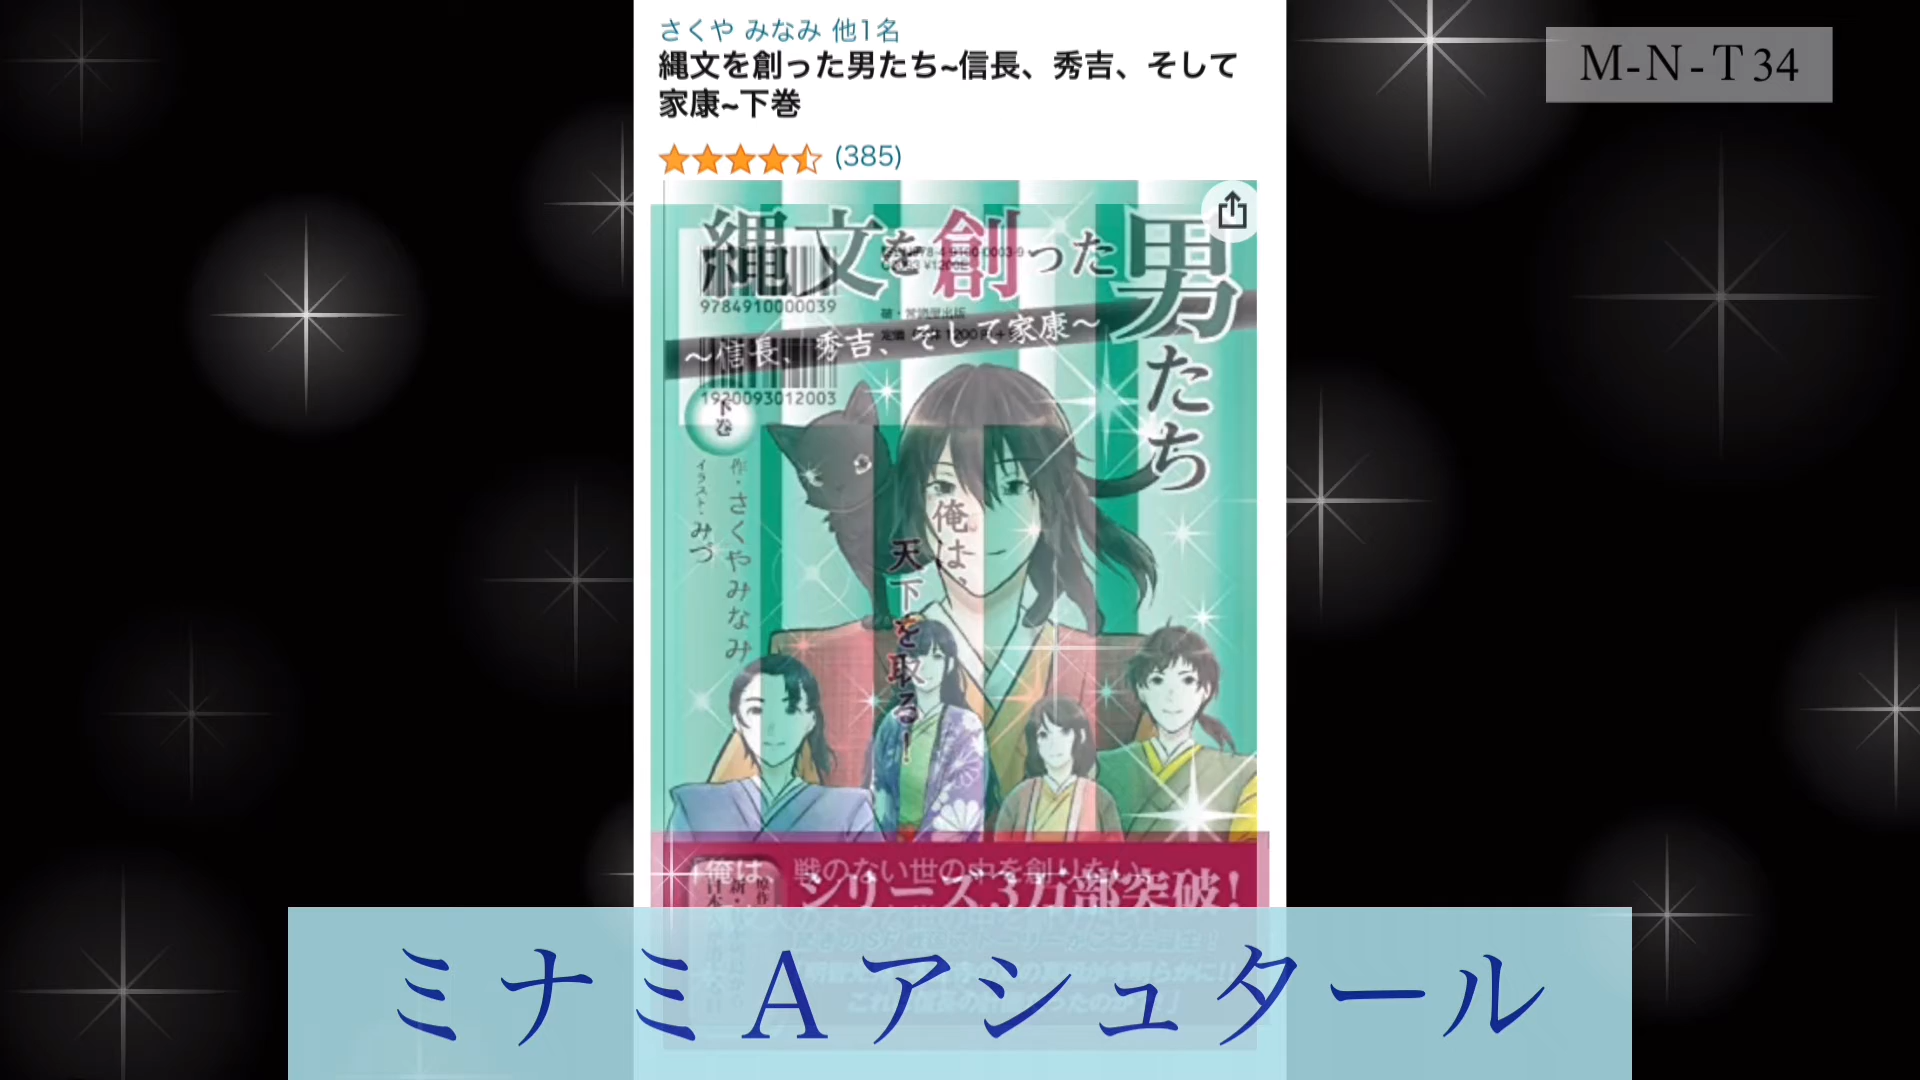 さくや みなみ 他1名
縄文を創った男たち~信長、秀吉、そして
家康~下巻
(385)
M-N-T34
縄文を創った男たち
～信長、秀吉、そして家康～
9784910000039
1920093012003
下巻
作・さくやみなみ
イラスト・みづ
俺は、
天下を取る！
「俺は、戦のない世の中を創りたい。
シリーズ3万部突破！
ミナミAアシュタール